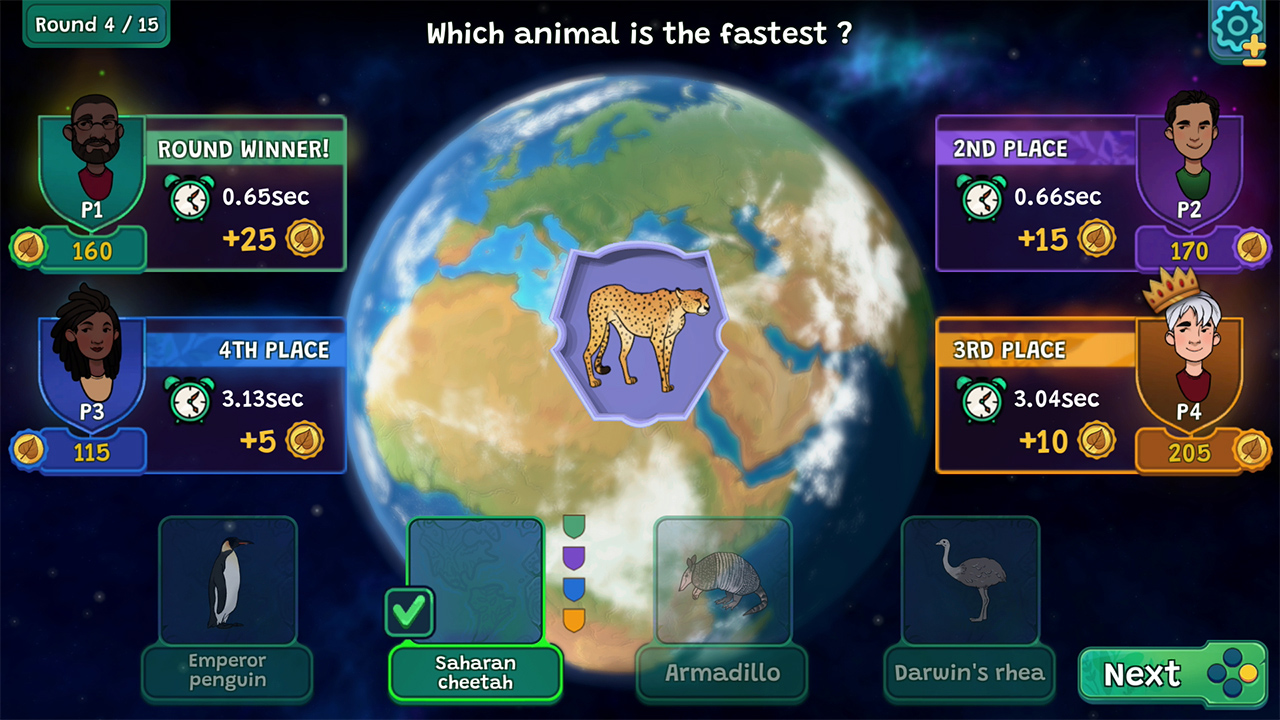 Round 4 / 15
Which animal is the fastest ?
ROUND WINNER!
0.65sec
+25
P1
160
2ND PLACE
0.66sec
+15
P2
170
4TH PLACE
3.13sec
+5
P3
115
3RD PLACE
3.04sec
+10
P4
205
Emperor
penguin
Saharan
cheetah
Armadillo
Darwin's rhea
Next